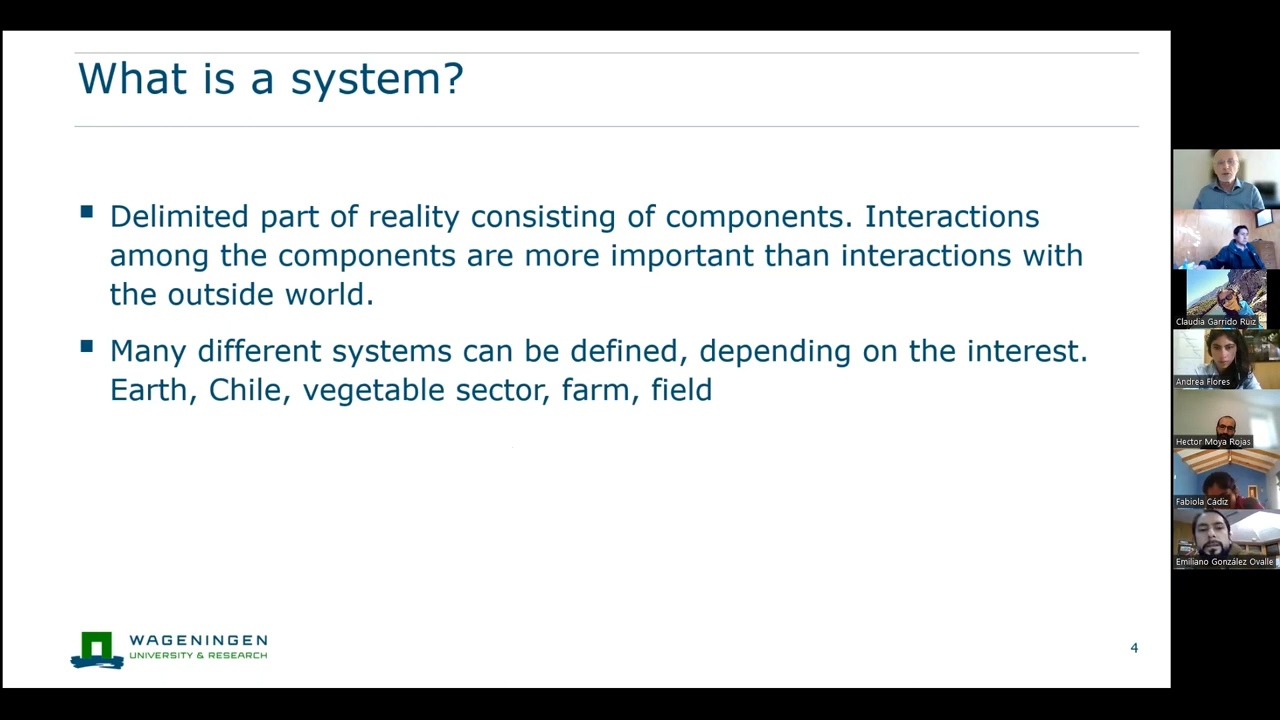 What is a system?
Delimited part of reality consisting of components. Interactions
among the components are more important than interactions with
the outside world.
Many different systems can be defined, depending on the interest.
Earth, Chile, vegetable sector, farm, field
WAGENINGEN
UNIVERSITY & RESEARCH
4
Claudia Garrido Ruiz
Andrea Flores
Hector Moya Rojas
Fabiola Cádiz
Emiliano González Ovalle